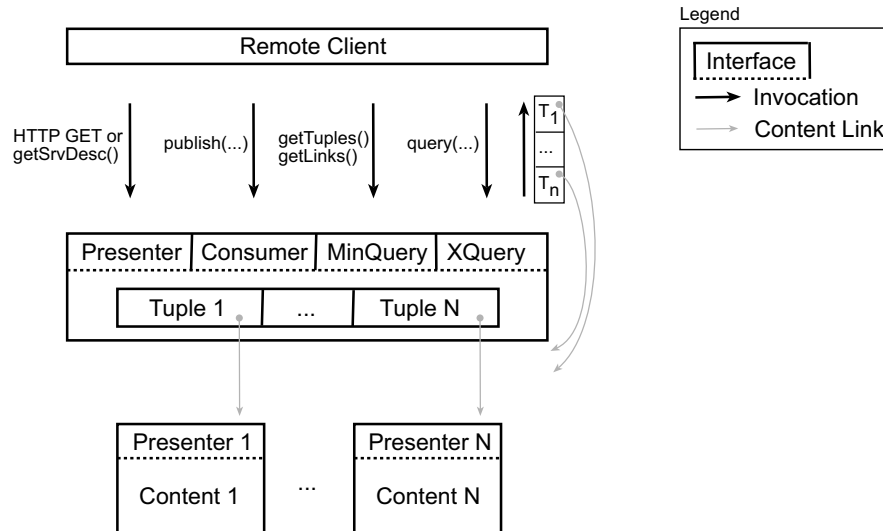 Legend
Remote Client
Interface
Invocation
Content Link
HTTP GET or
getSrvDesc()
publish(...)
getTuples()
getLinks()
query(...)
T1
...
Tn
Presenter Consumer MinQuery XQuery
Tuple 1 ... Tuple N
Presenter 1 Presenter N
Content 1 ... Content N